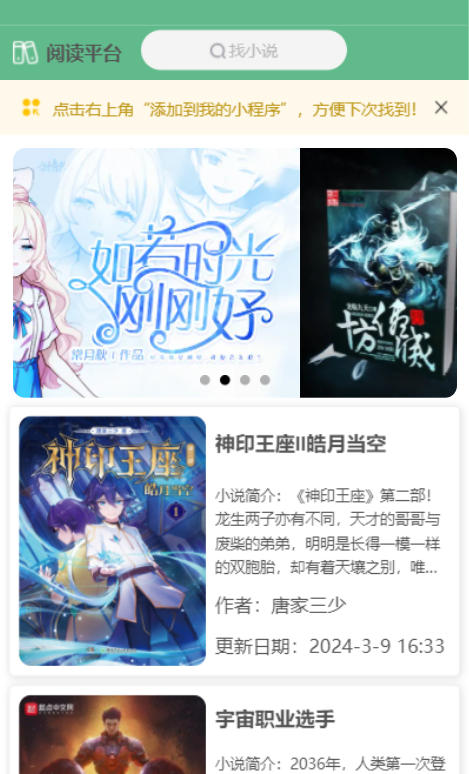 阅读平台
找小说
点击右上角“添加到我的小程序”，方便下次找到！
如若时光
刚刚好
常月秋 作品
十方传诚
神印王座
皓月当空
1
神印王座II皓月当空
小说简介：《神印王座》第二部！
龙生两子亦有不同，天才的哥哥与
废柴的弟弟，明明是长得一模一样
的双胞胎，却有着天壤之别，唯...
作者：唐家三少
更新日期：2024-3-9 16:33
起点中文网
宇宙职业选手
小说简介：2036年，人类第一次登